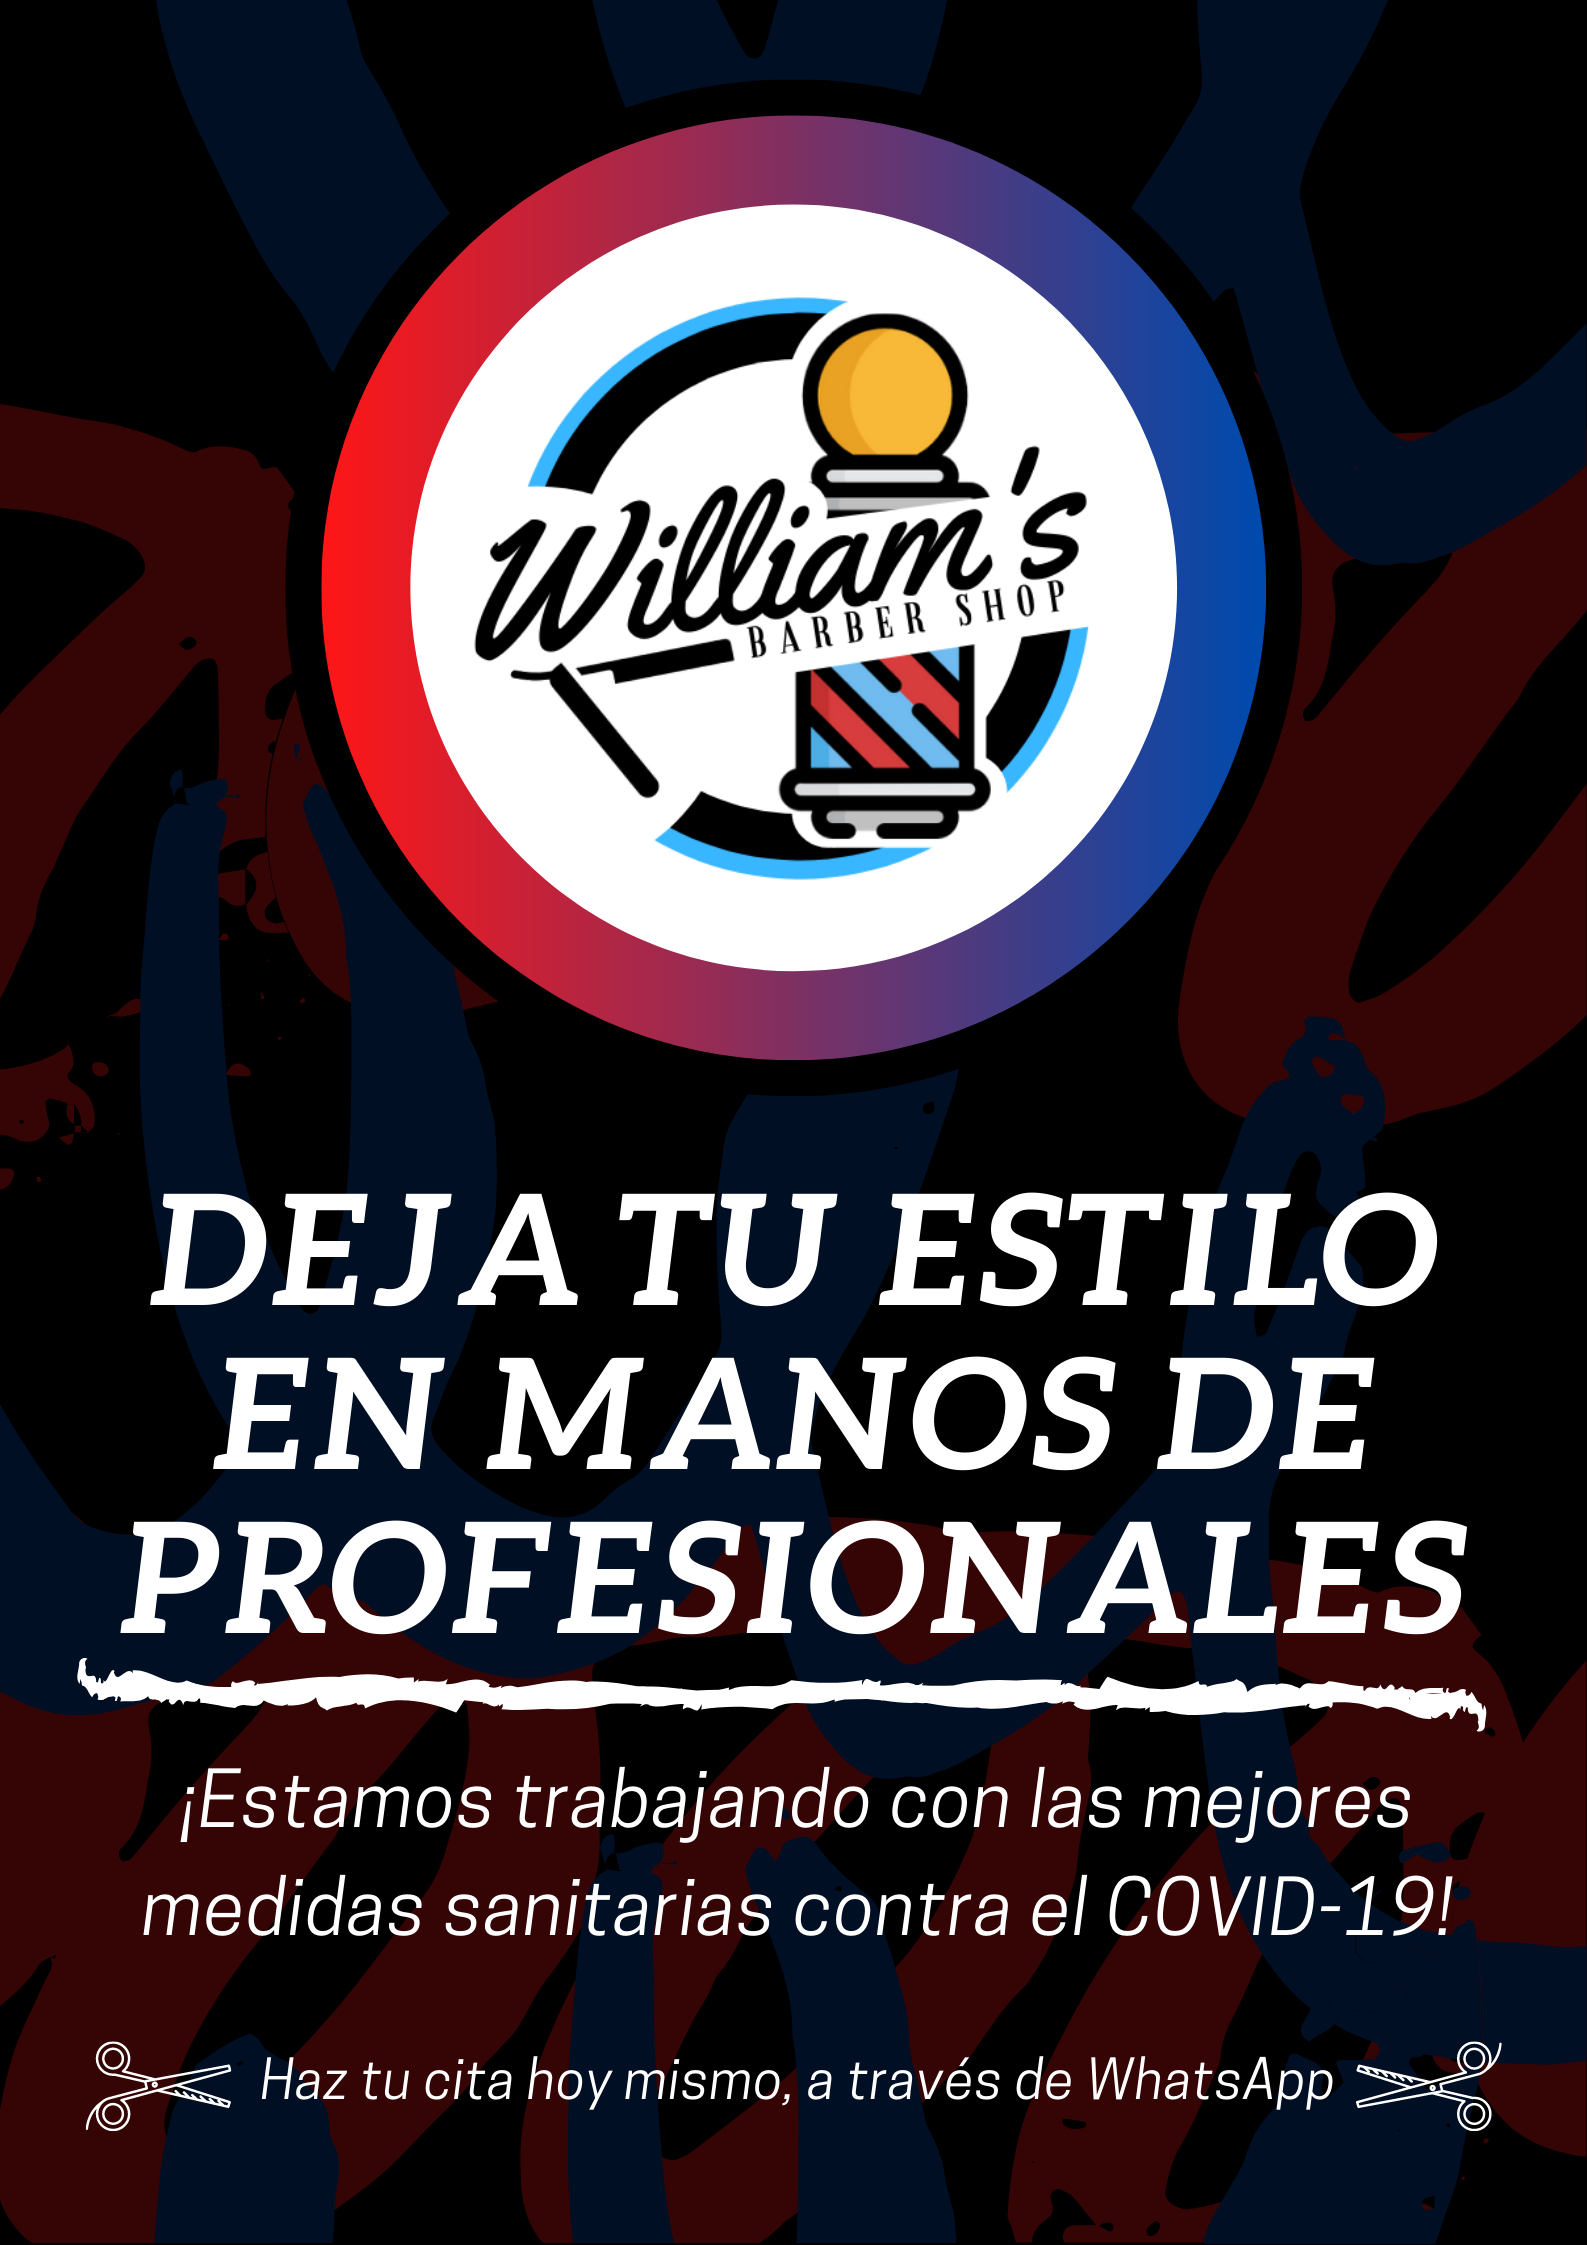 William's
BARBER SHOP
DEJA TU ESTILO
EN MANOS DE
PROFESIONALES
¡Estamos trabajando con las mejores
medidas sanitarias contra el COVID-19!
Haz tu cita hoy mismo, a través de WhatsApp